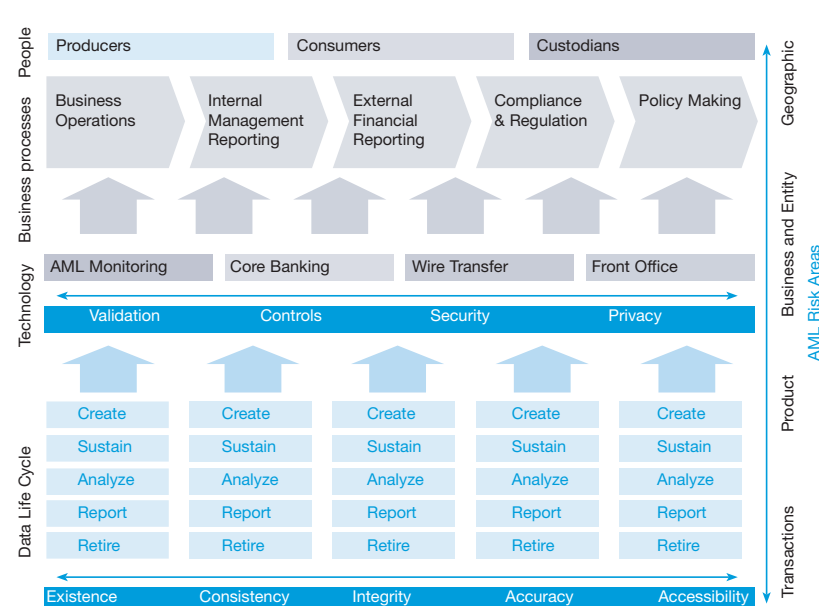 People
Producers
Consumers
Custodians
Business processes
Business
Operations
Internal
Management
Reporting
External
Financial
Reporting
Compliance
& Regulation
Policy Making
Technology
AML Monitoring
Core Banking
Wire Transfer
Front Office
Validation
Controls
Security
Privacy
Data Life Cycle
Create
Create
Create
Create
Create
Sustain
Sustain
Sustain
Sustain
Sustain
Analyze
Analyze
Analyze
Analyze
Analyze
Report
Report
Report
Report
Report
Retire
Retire
Retire
Retire
Retire
Existence
Consistency
Integrity
Accuracy
Accessibility
Geographic
Business and Entity
Product
Transactions
AML Risk Areas